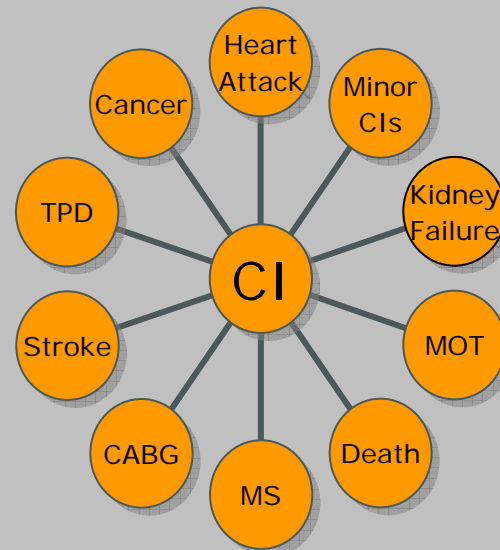 Heart
Attack
Minor
CIs
Kidney
Failure
MOT
Death
MS
CABG
Stroke
TPD
Cancer
CI